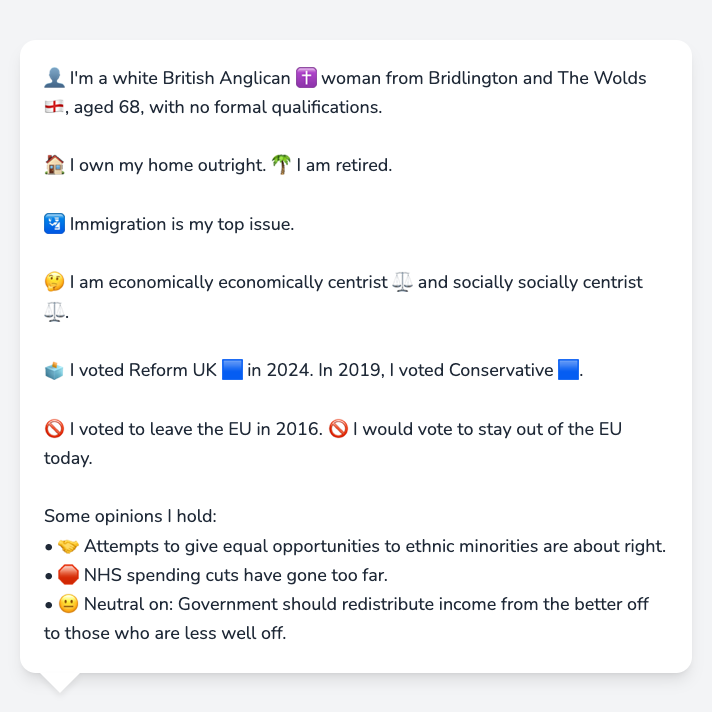 👤 I'm a white British Anglican ✝️ woman from Bridlington and The Wolds
🏴󠁧󠁢󠁥󠁮󠁧󠁿, aged 68, with no formal qualifications.
🏠 I own my home outright. 🌴 I am retired.
🛂 Immigration is my top issue.
🤔 I am economically economically centrist ⚖️ and socially socially centrist
⚖️.
🗳️ I voted Reform UK 🟦 in 2024. In 2019, I voted Conservative 🟦.
🚫 I voted to leave the EU in 2016. 🚫 I would vote to stay out of the EU
today.
Some opinions I hold:
• 🤝 Attempts to give equal opportunities to ethnic minorities are about right.
• 🛑 NHS spending cuts have gone too far.
• 😐 Neutral on: Government should redistribute income from the better off
to those who are less well off.